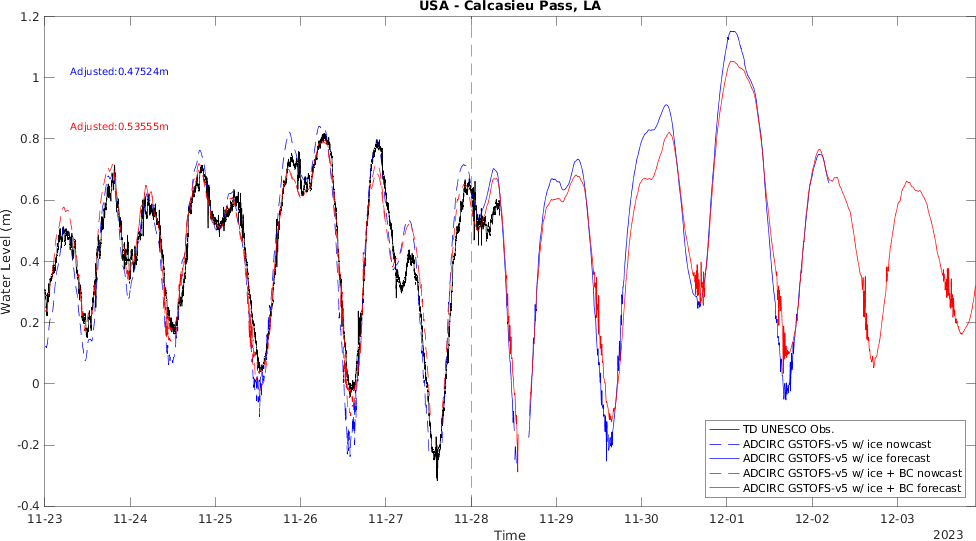 USA - Calcasieu Pass, LA
1.2
1
0.8
0.6
0.4
0.2
0
-0.2
-0.4
Water Level (m)
Adjusted:0.47524m
Adjusted:0.53555m
TD UNESCO Obs.
ADCIRC GSTOFS-v5 w/ ice nowcast
ADCIRC GSTOFS-v5 w/ ice forecast
ADCIRC GSTOFS-v5 w/ ice + BC nowcast
ADCIRC GSTOFS-v5 w/ ice + BC forecast
11-23 11-24 11-25 11-26 11-27 11-28 11-29 11-30 12-01 12-02 12-03
Time
2023